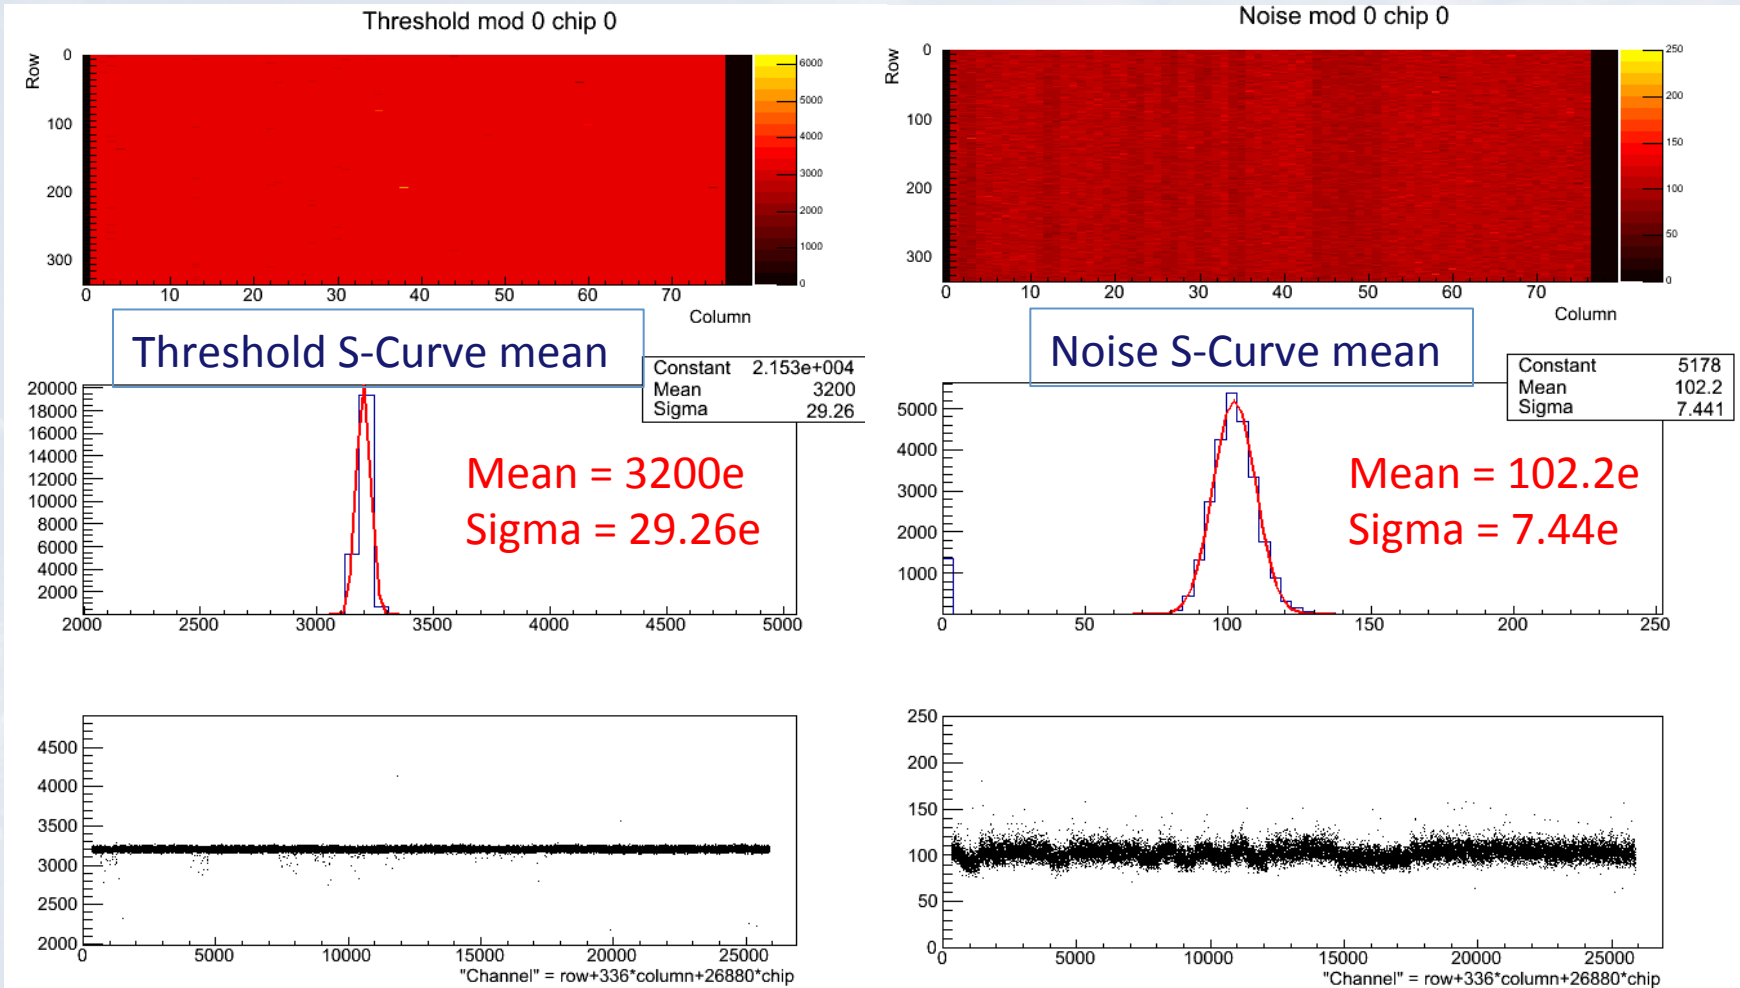 Threshold mod 0 chip 0
Row
0
100
200
300
0 10 20 30 40 50 60 70
Column
6000
5000
4000
3000
2000
1000
0
Threshold S-Curve mean
Constant 2.153e+004
Mean 3200
Sigma 29.26
Mean = 3200e
Sigma = 29.26e
20000
18000
16000
14000
12000
10000
8000
6000
4000
2000
2000 2500 3000 3500 4000 4500 5000
4500
4000
3500
3000
2500
2000
0 5000 10000 15000 20000 25000
"Channel" = row+336*column+26880*chip
Noise mod 0 chip 0
Row
0
100
200
300
0 10 20 30 40 50 60 70
Column
250
200
150
100
50
0
Noise S-Curve mean
Constant 5178
Mean 102.2
Sigma 7.441
Mean = 102.2e
Sigma = 7.44e
5000
4000
3000
2000
1000
0 50 100 150 200 250
250
200
150
100
50
0
5000 10000 15000 20000 25000
"Channel" = row+336*column+26880*chip